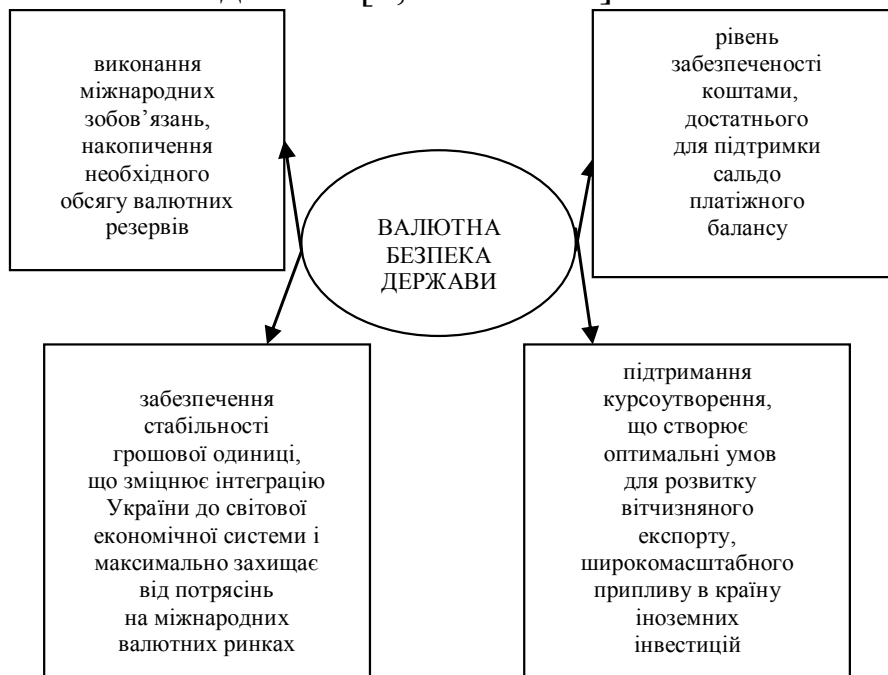 виконання
міжнародних
зобов’язань,
накопичення
необхідного
обсягу валютних
резервів
рівень
забезпеченості
коштами,
достатнього
для підтримки
сальдо
платіжного
балансу
ВАЛЮТНА
БЕЗПЕКА
ДЕРЖАВИ
забезпечення
стабільності
грошової одиниці,
що зміцнює інтеграцію
України до світової
економічної системи і
максимально захищає
від потрясінь
на міжнародних
валютних ринках
підтримання
курсоутворення,
що створює
оптимальні умов
для розвитку
вітчизняного
експорту,
широкомасштабного
припливу в країну
іноземних
інвестицій